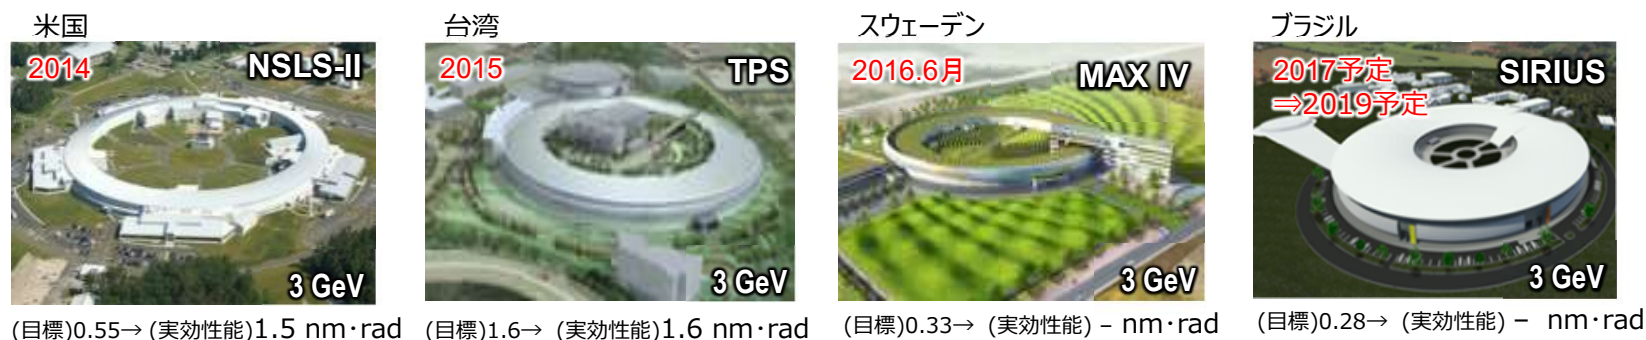 米国
2014
NSLS-II
3 GeV
(目標)0.55→ (実効性能)1.5 nm・rad
台湾
2015
TPS
3 GeV
(目標)1.6→ (実効性能)1.6 nm・rad
スウェーデン
2016.6月
MAX IV
3 GeV
(目標)0.33→ (実効性能) – nm・rad
ブラジル
2017予定
⇒2019予定
SIRIUS
3 GeV
(目標)0.28→ (実効性能) – nm・rad